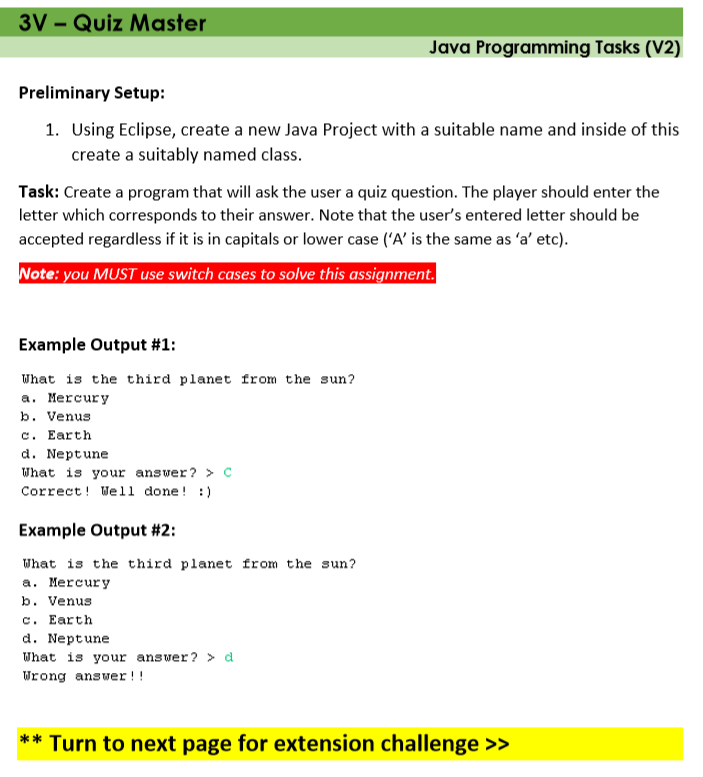 3V – Quiz Master
Java Programming Tasks (V2)
Preliminary Setup:
1. Using Eclipse, create a new Java Project with a suitable name and inside of this
create a suitably named class.
Task: Create a program that will ask the user a quiz question. The player should enter the
letter which corresponds to their answer. Note that the user’s entered letter should be
accepted regardless if it is in capitals or lower case (‘A’ is the same as ‘a’ etc).
Note: you MUST use switch cases to solve this assignment.
Example Output #1:
What is the third planet from the sun?
a. Mercury
b. Venus
c. Earth
d. Neptune
What is your answer? > C
Correct! Well done! :)
Example Output #2:
What is the third planet from the sun?
a. Mercury
b. Venus
c. Earth
d. Neptune
What is your answer? > d
Wrong answer!!
** Turn to next page for extension challenge >>